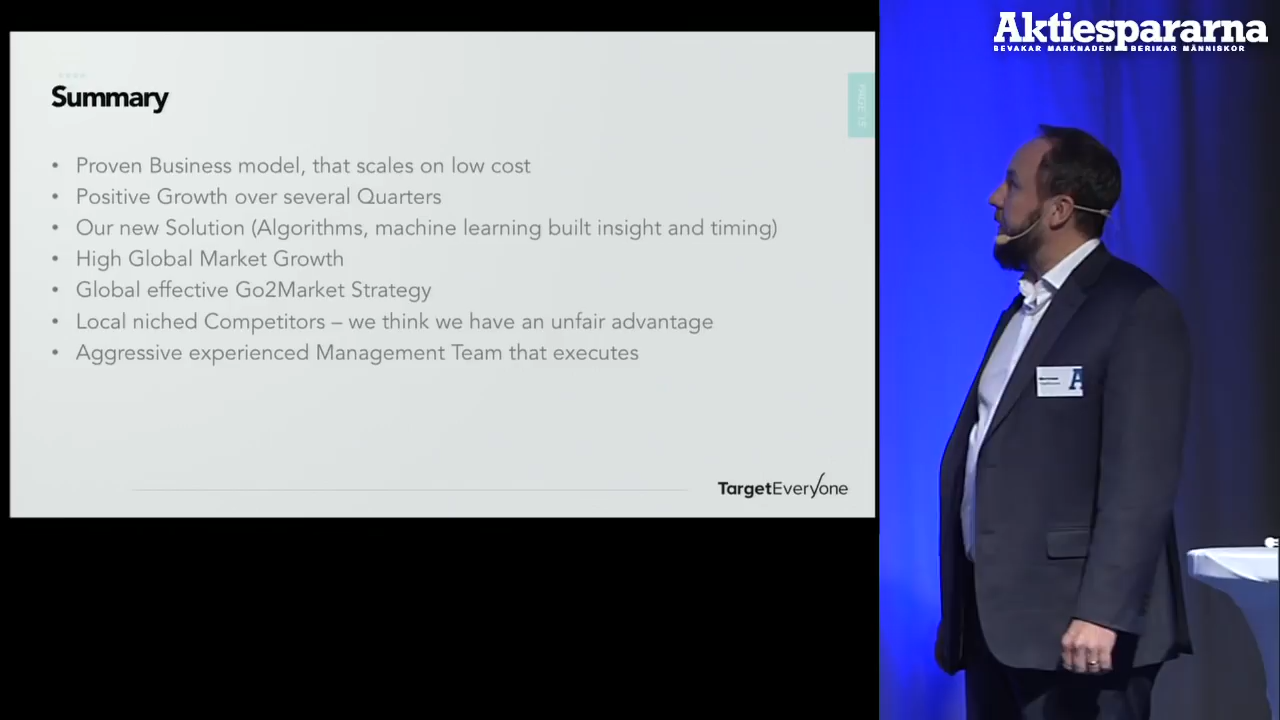 Aktiespararna
BEVAKAR MARKNADEN BERIKAR MÄNNISKOR
Summary
• Proven Business model, that scales on low cost
• Positive Growth over several Quarters
• Our new Solution (Algorithms, machine learning built insight and timing)
• High Global Market Growth
• Global effective Go2Market Strategy
• Local niched Competitors – we think we have an unfair advantage
• Aggressive experienced Management Team that executes
TargetEveryone
A